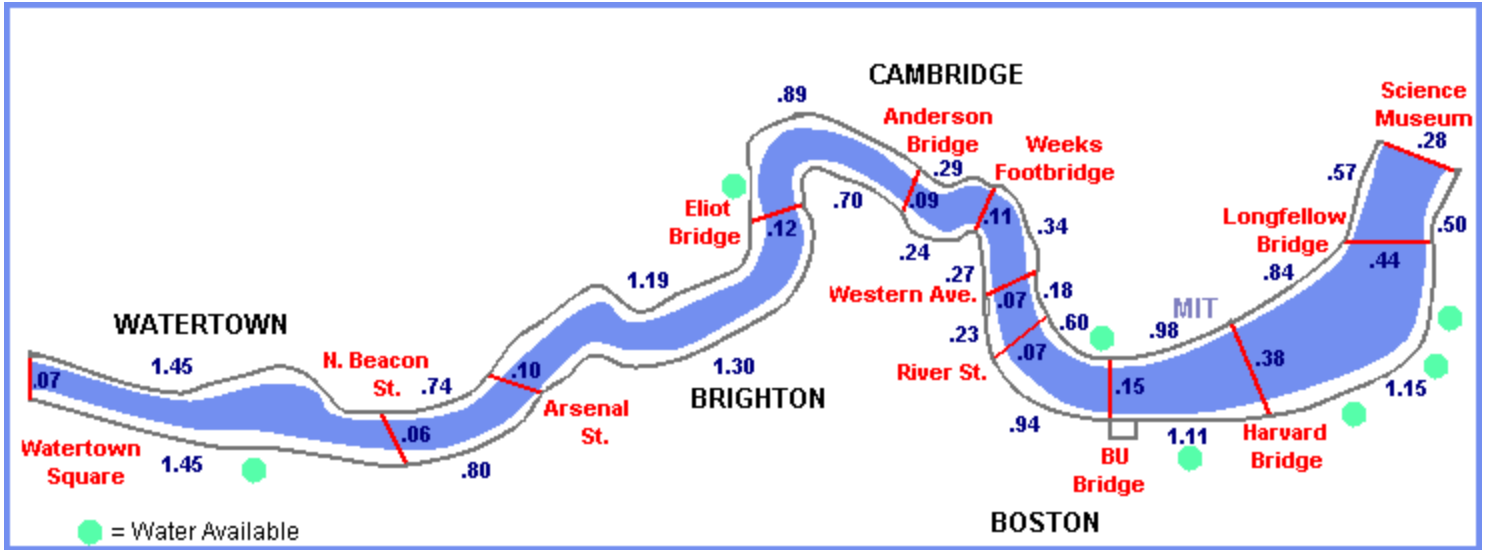 CAMBRIDGE
.89
Science
Museum
Anderson
Bridge
Weeks
Footbridge
.28
.29
.57
.70
.09
.11
.34
Eliot
Bridge
.12
Longfellow
Bridge
.50
.24
.44
1.19
.27
.84
Western Ave.
.07
.18
MIT
WATERTOWN
.60
.98
.23
1.45
N. Beacon
St.
.10
1.30
River St.
.07
.38
.07
.74
.15
1.15
BRIGHTON
Arsenal
St.
.06
.94
1.11
Harvard
Bridge
Watertown
Square
1.45
.80
BU
Bridge
BOSTON
= Water Available